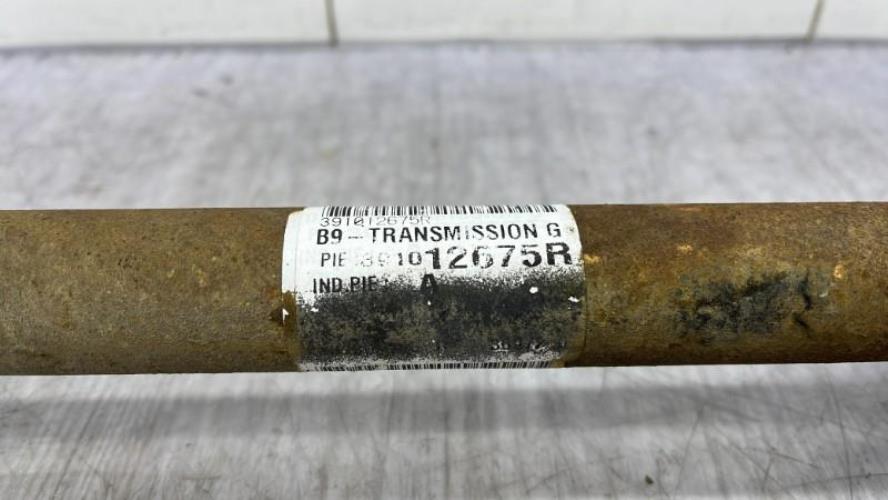 391012675R
B9-TRANSMISSION G
PIE 391012675R
IND.PIE: A